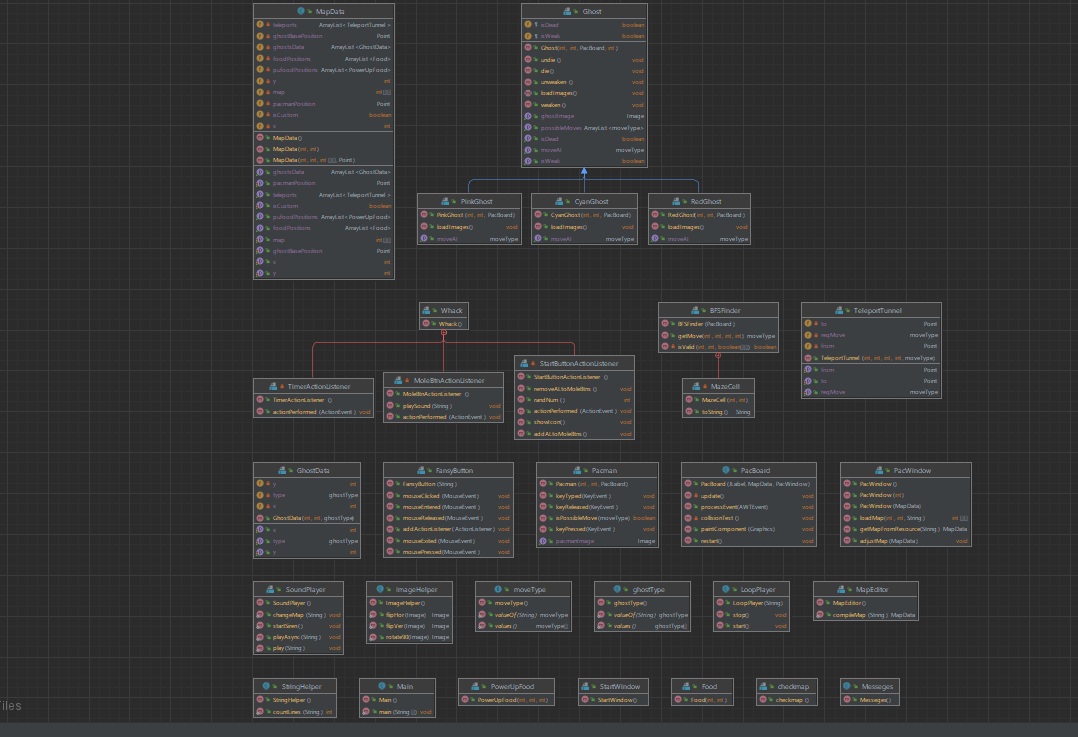 MapData
teleports ArrayList<TeleportTunnel>
ghostBasePosition Point
ghostsData ArrayList<GhostData>
foodPositions ArrayList<Food>
pufoodPositions ArrayList<PowerUpFood>
y int
map int[][]
pacmanPosition Point
isCustom boolean
x int
MapData()
MapData(int, int)
MapData(int, int, int[][], Point)
ghostsData ArrayList<GhostData>
pacmanPosition Point
teleports ArrayList<TeleportTunnel>
isCustom boolean
pufoodPositions ArrayList<PowerUpFood>
foodPositions ArrayList<Food>
map int[][]
ghostBasePosition Point
x int
y int
Ghost
isDead boolean
isWeak boolean
Ghost(int, int, PacBoard, int)
undie() void
die() void
unweaken() void
loadImages() void
weaken() void
ghostImage Image
possibleMoves ArrayList<moveType>
isDead boolean
moveAI moveType
isWeak boolean
PinkGhost
PinkGhost(int, int, PacBoard)
loadImages() void
moveAI moveType
CyanGhost
CyanGhost(int, int, PacBoard)
loadImages() void
moveAI moveType
RedGhost
RedGhost(int, int, PacBoard)
loadImages() void
moveAI moveType
Whack
Whack()
BFSFinder
BFSFinder(PacBoard)
getMove(int, int, int, int) moveType
isValid(int, int, boolean[][]) boolean
TeleportTunnel
to Point
reqMove moveType
from Point
TeleportTunnel(int, int, int, int, moveType)
from Point
to Point
reqMove moveType
TimerActionListener
TimerActionListener()
actionPerformed(ActionEvent) void
MoleBtnActionListener
MoleBtnActionListener()
playSound(String) void
actionPerformed(ActionEvent) void
StartButtonActionListener
StartButtonActionListener()
removeALtoMoleBtns() void
randNum() int
actionPerformed(ActionEvent) void
showIcon() void
addALtoMoleBtns() void
MazeCell
MazeCell(int, int)
toString() String
GhostData
y int
type ghostType
x int
GhostData(int, int, ghostType)
x int
type ghostType
y int
FansyButton
FansyButton(String)
mouseClicked(MouseEvent) void
mouseEntered(MouseEvent) void
mouseReleased(MouseEvent) void
addActionListener(ActionListener) void
mouseExited(MouseEvent) void
mousePressed(MouseEvent) void
Pacman
Pacman(int, int, PacBoard)
keyTyped(KeyEvent) void
keyReleased(KeyEvent) void
isPossibleMove(moveType) boolean
keyPressed(KeyEvent) void
pacmanImage Image
PacBoard
PacBoard(JLabel, MapData, PacWindow)
update() void
processEvent(AWTEvent) void
collisionTest() void
paintComponent(Graphics) void
restart() void
PacWindow
PacWindow()
PacWindow(int)
PacWindow(MapData)
loadMap(int, int, String) int[][]
getMapFromResource(String) MapData
adjustMap(MapData) void
SoundPlayer
SoundPlayer()
changeMap(String) void
startSiren() void
playAsync(String) void
play(String) void
ImageHelper
ImageHelper()
flipHor(Image) Image
flipVer(Image) Image
rotate90(Image) Image
moveType
moveType()
valueOf(String) moveType
values() moveType[]
ghostType
ghostType()
valueOf(String) ghostType
values() ghostType[]
LoopPlayer
LoopPlayer(String)
stop() void
start() void
MapEditor
MapEditor()
compileMap(String) MapData
StringHelper
StringHelper()
countLines(String) int
Main
Main()
main(String[]) void
PowerUpFood
PowerUpFood(int, int, int)
StartWindow
StartWindow()
Food
Food(int, int)
checkmap
checkmap()
Messeges
Messeges()